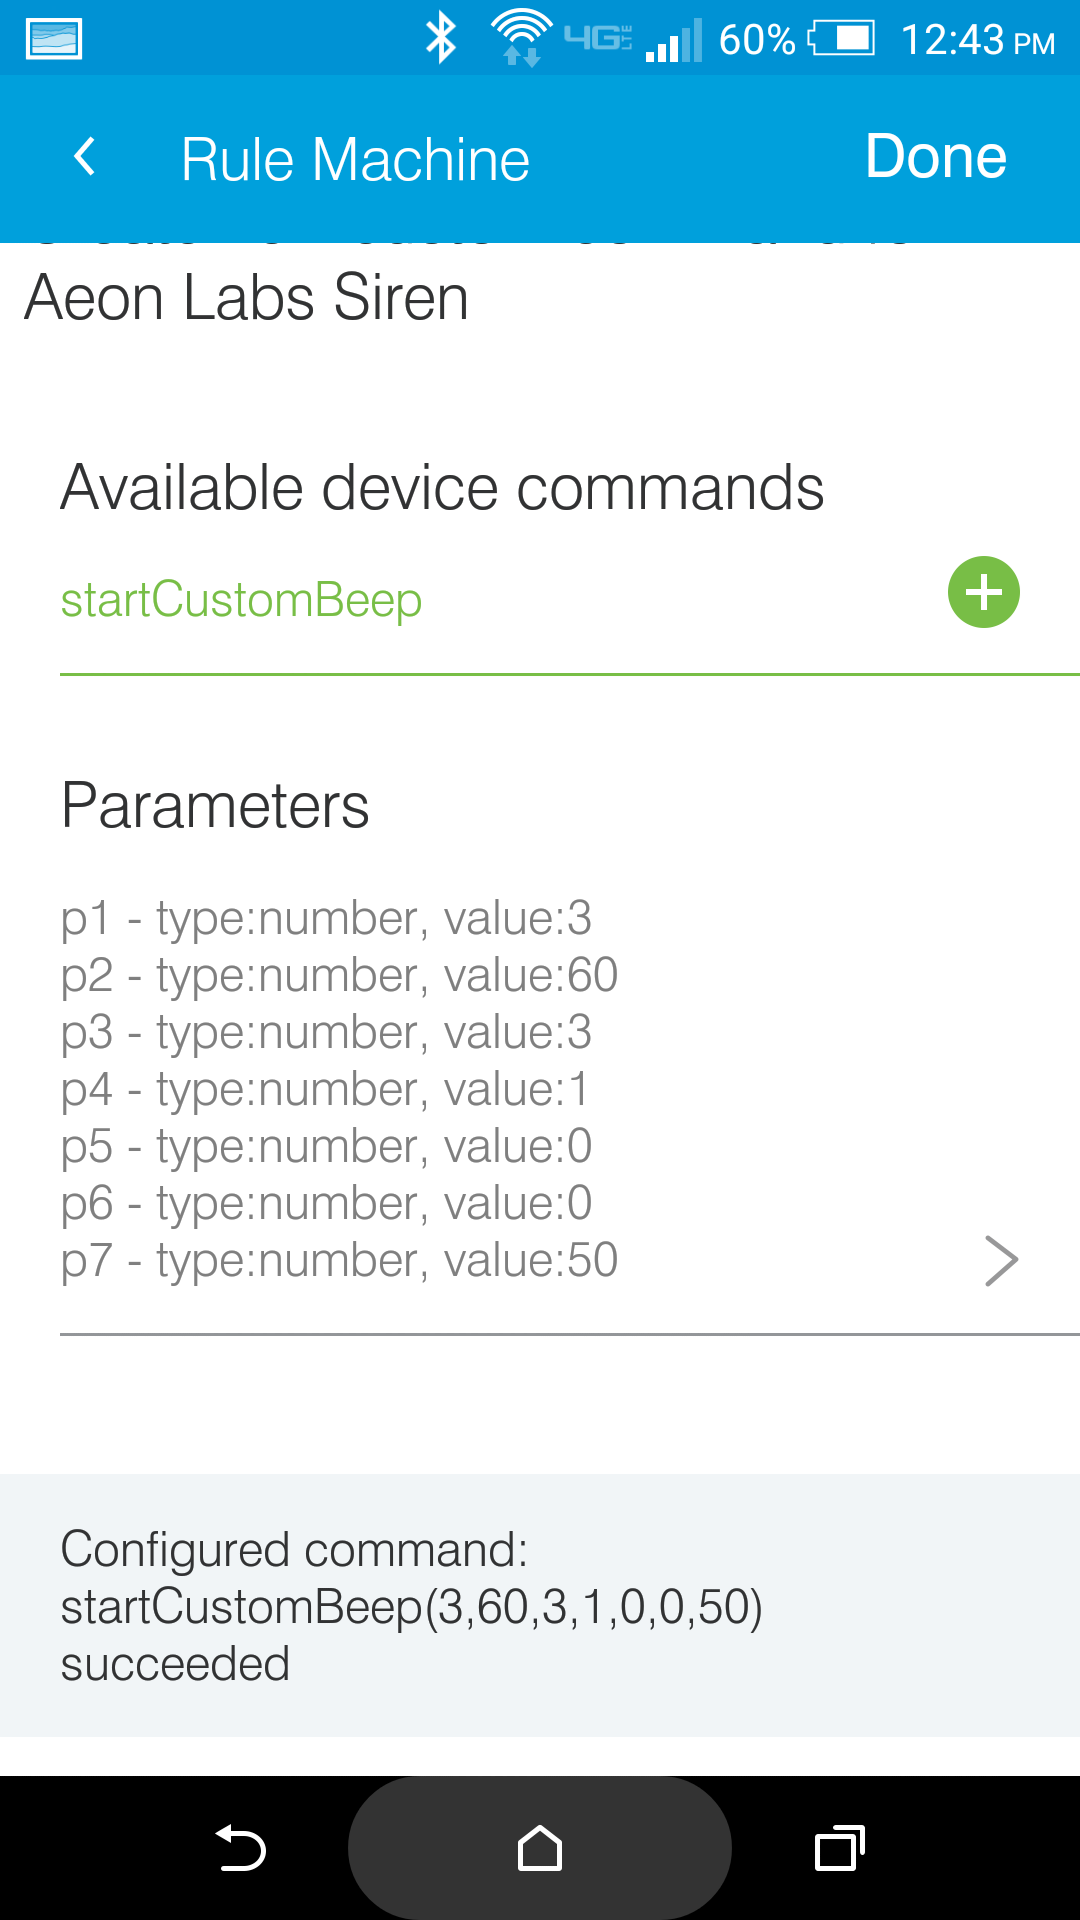 4G LTE 60% 12:43 PM
Rule Machine Done
Aeon Labs Siren
Available device commands
startCustomBeep
Parameters
p1 - type:number, value:3
p2 - type:number, value:60
p3 - type:number, value:3
p4 - type:number, value:1
p5 - type:number, value:0
p6 - type:number, value:0
p7 - type:number, value:50
Configured command:
startCustomBeep(3,60,3,1,0,0,50)
succeeded